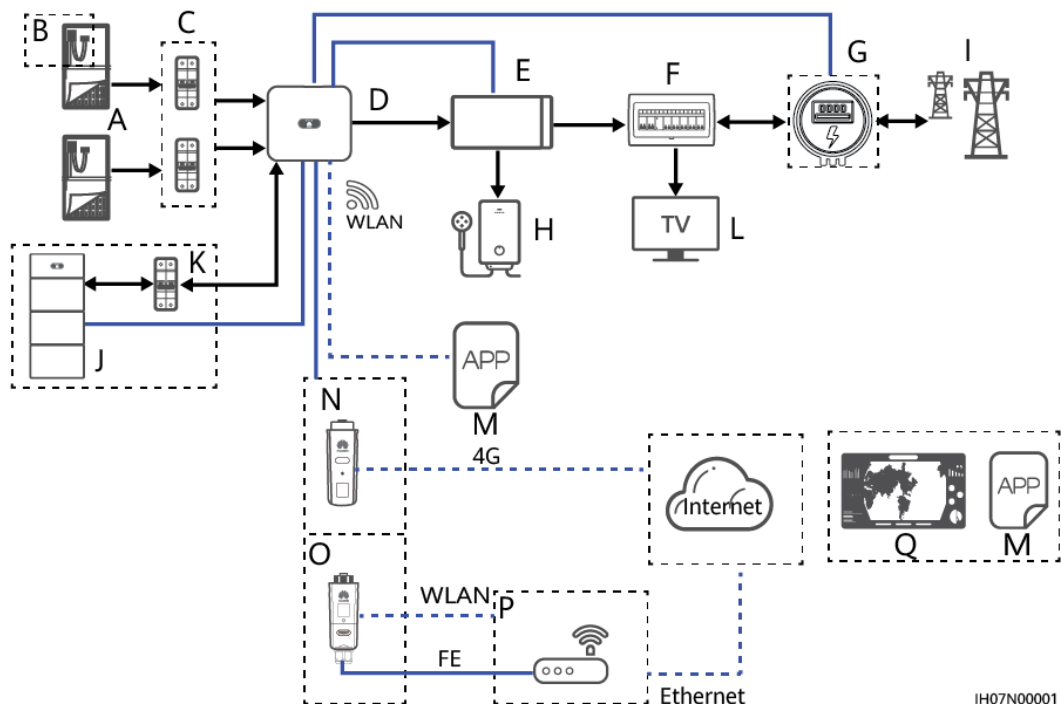 B
C
A
D
E
F
G
I
WLAN
H
TV
L
K
J
APP
M
N
4G
Internet
APP
Q
M
O
WLAN
P
FE
Ethernet
IH07N00001